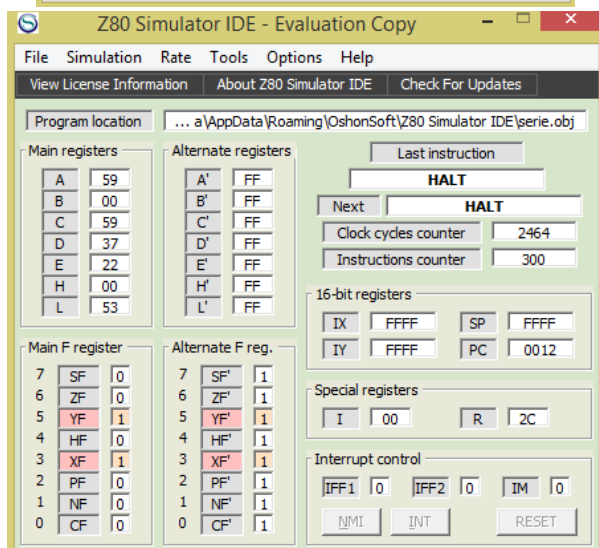 Z80 Simulator IDE - Evaluation Copy
File Simulation Rate Tools Options Help
View License Information About Z80 Simulator IDE Check For Updates
Program location ... a\AppData\Roaming\OshonSoft\Z80 Simulator IDE\serie.obj
Main registers
A 59
B 00
C 59
D 37
E 22
H 00
L 53
Alternate registers
A' FF
B' FF
C' FF
D' FF
E' FF
H' FF
L' FF
Last instruction
HALT
Next HALT
Clock cycles counter 2464
Instructions counter 300
16-bit registers
IX FFFF SP FFFF
IY FFFF PC 0012
Main F register
7 SF 0
6 ZF 0
5 YF 1
4 HF 0
3 XF 1
2 PF 0
1 NF 0
0 CF 0
Alternate F reg.
7 SF' 1
6 ZF' 1
5 YF' 1
4 HF' 1
3 XF' 1
2 PF' 1
1 NF' 1
0 CF' 1
Special registers
I 00 R 2C
Interrupt control
IFF1 0 IFF2 0 IM 0
NMI INT RESET